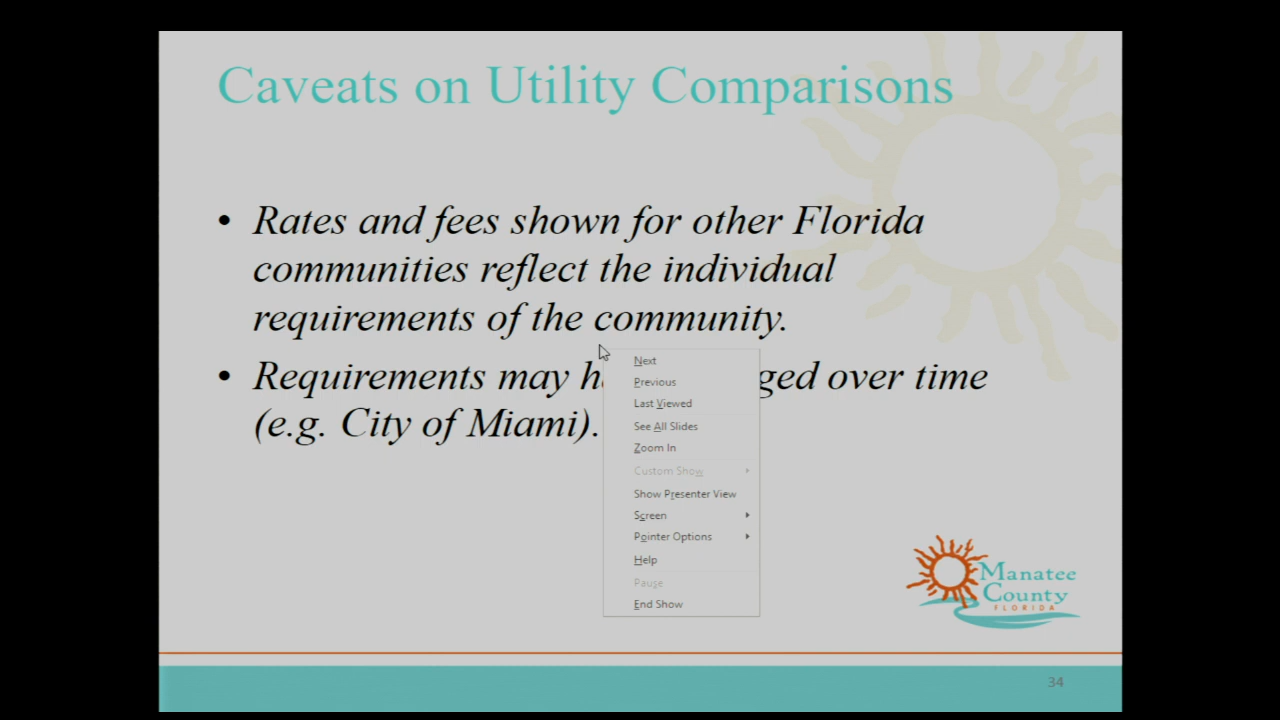 Caveats on Utility Comparisons
• Rates and fees shown for other Florida
communities reflect the individual
requirements of the community.
• Requirements may h ged over time
(e.g. City of Miami).
Next
Previous
Last Viewed
See All Slides
Zoom In
Custom Show
Show Presenter View
Screen
Pointer Options
Help
Pause
End Show
Manatee
County
FLORIDA
34